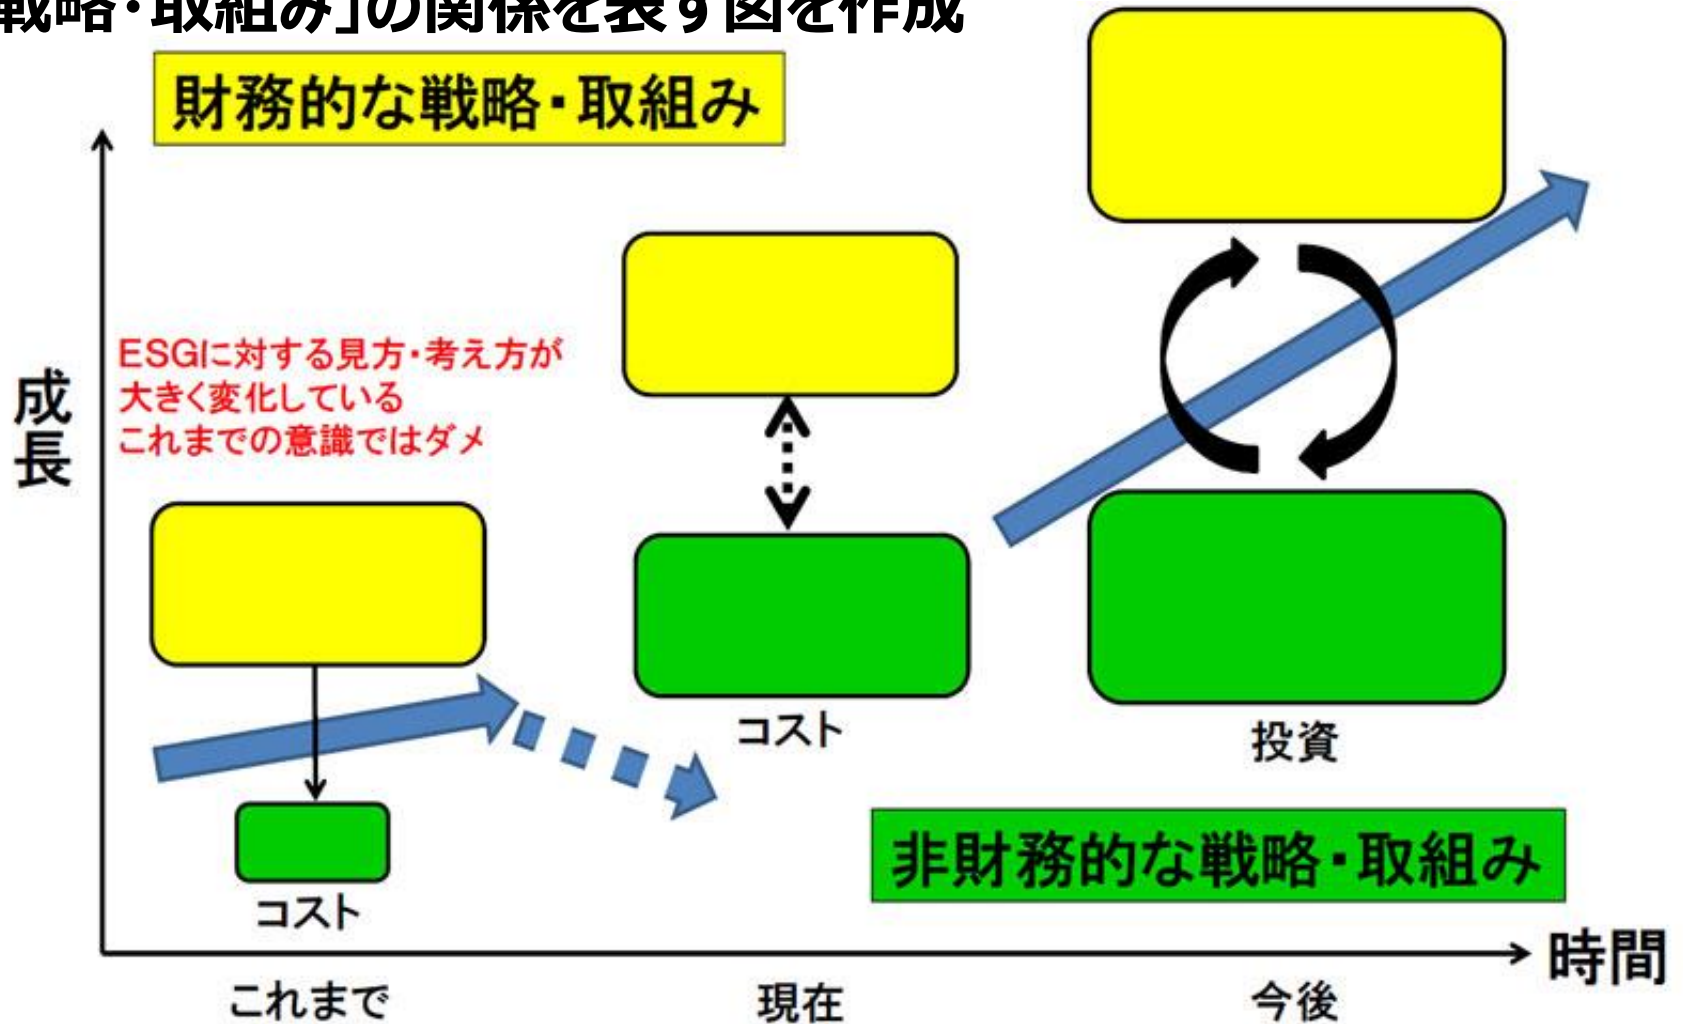 戦略・取組み」の関係を表す図を作成
財務的な戦略・取組み
ESGに対する見方・考え方が
大きく変化している
これまでの意識ではダメ
成長
コスト
コスト
投資
非財務的な戦略・取組み
時間
これまで
現在
今後